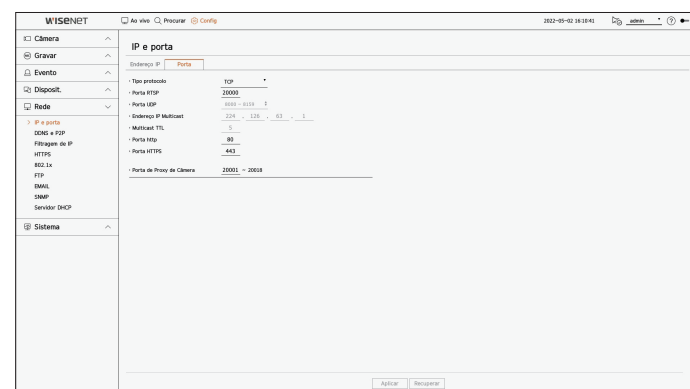 WISENET
Ao vivo Procurar Config 2022-05-02 16:10:41 admin ?
Câmera
Gravar
Evento
Disposit.
Rede
IP e porta
DDNS e P2P
Filtragem de IP
HTTPS
802.1x
FTP
EMAIL
SNMP
Servidor DHCP
Sistema
IP e porta
Endereço IP Porta
• Tipo protocolo TCP
• Porta RTSP 20000
• Porta UDP 8000 ~ 8159
• Endereço IP Multicast 224 . 126 . 63 . 1
• Multicast TTL 5
• Porta http 80
• Porta HTTPS 443
• Porta de Proxy de Câmera 20001 ~ 20018
Aplicar Recuperar